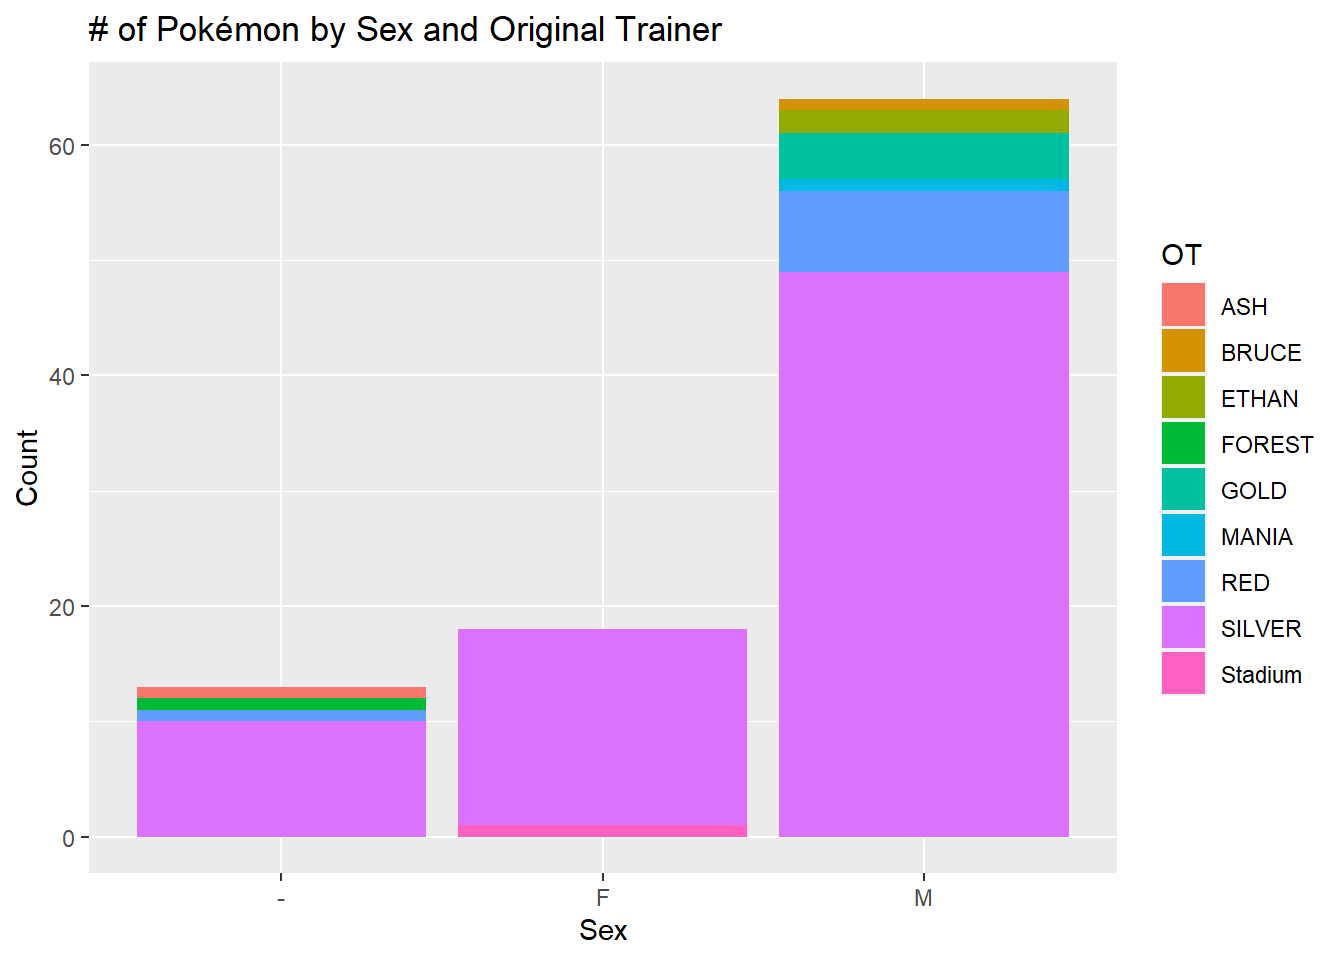 # of Pokémon by Sex and Original Trainer
60
40
20
0
Count
-
F
M
Sex
OT
ASH
BRUCE
ETHAN
FOREST
GOLD
MANIA
RED
SILVER
Stadium